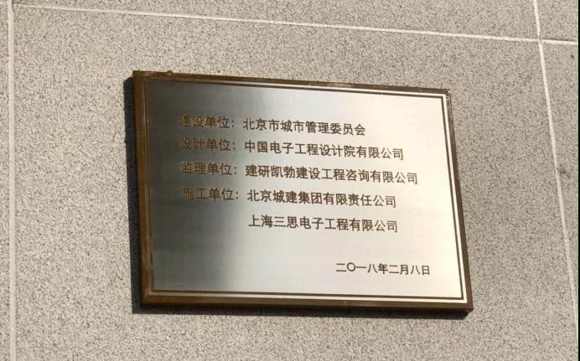 建设单位：北京市城市管理委员会
设计单位：中国电子工程设计院有限公司
监理单位：建研凯勃建设工程咨询有限公司
施工单位：北京城建集团有限责任公司
上海三思电子工程有限公司
二〇一八年二月八日